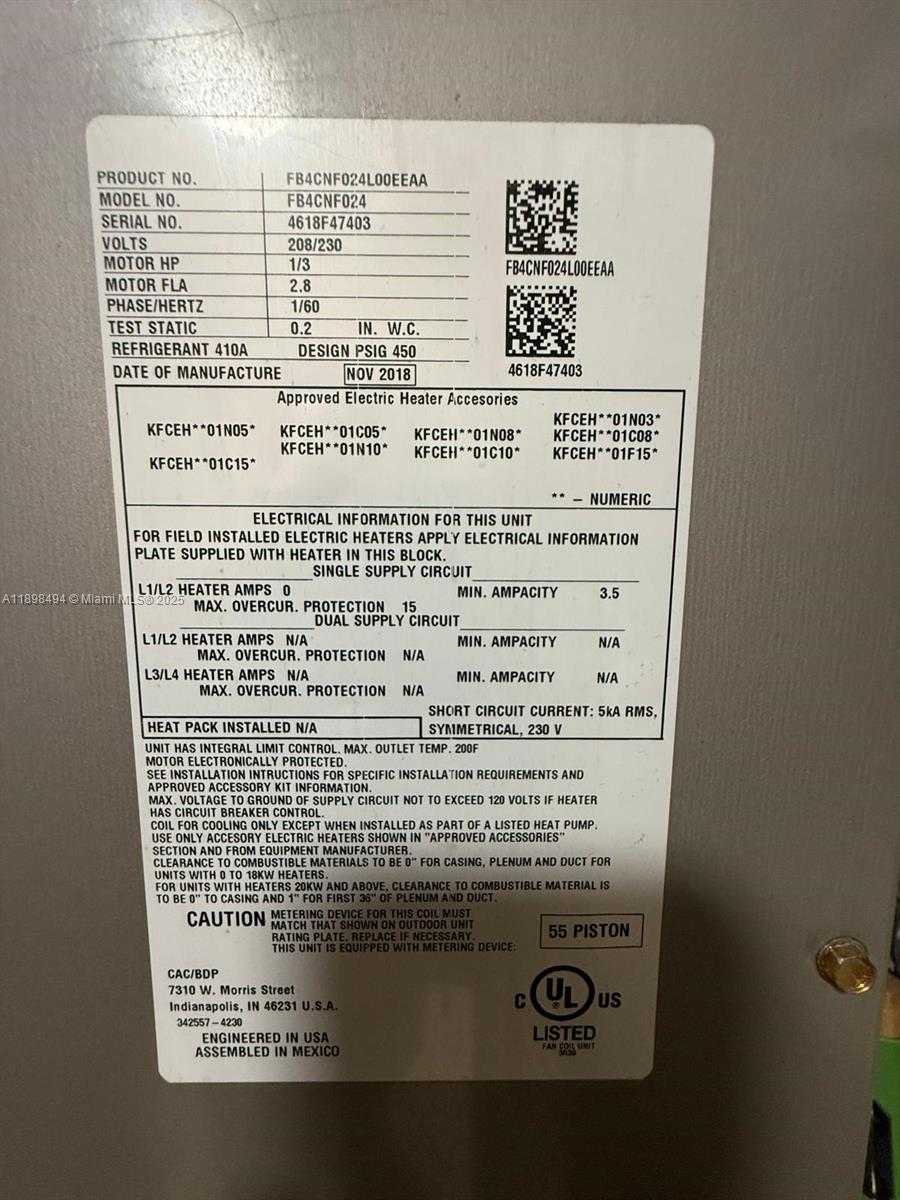 PRODUCT NO. FB4CNF024L00EEAA
MODEL NO. FB4CNF024
SERIAL NO. 4618F47403
VOLTS 208/230
MOTOR HP 1/3
MOTOR FLA 2.8
PHASE/HERTZ 1/60
TEST STATIC 0.2 IN. W.C.
REFRIGERANT 410A DESIGN PSIG 450
DATE OF MANUFACTURE NOV 2018
FB4CNF024L00EEAA
4618F47403
Approved Electric Heater Accesories
KFCEH**01N05* KFCEH**01C05* KFCEH**01N08* KFCEH**01N03*
KFCEH**01N10* KFCEH**01C10* KFCEH**01C08*
KFCEH**01C15* KFCEH**01F15*
** – NUMERIC
ELECTRICAL INFORMATION FOR THIS UNIT
FOR FIELD INSTALLED ELECTRIC HEATERS APPLY ELECTRICAL INFORMATION
PLATE SUPPLIED WITH HEATER IN THIS BLOCK.
SINGLE SUPPLY CIRCUIT
L1/L2 HEATER AMPS 0 MIN. AMPACITY 3.5
MAX. OVERCUR. PROTECTION 15
DUAL SUPPLY CIRCUIT
L1/L2 HEATER AMPS N/A MIN. AMPACITY N/A
MAX. OVERCUR. PROTECTION N/A
L3/L4 HEATER AMPS N/A MIN. AMPACITY N/A
MAX. OVERCUR. PROTECTION N/A
SHORT CIRCUIT CURRENT: 5kA RMS,
HEAT PACK INSTALLED N/A SYMMETRICAL, 230 V
UNIT HAS INTEGRAL LIMIT CONTROL. MAX. OUTLET TEMP. 200F
MOTOR ELECTRONICALLY PROTECTED.
SEE INSTALLATION INTRUCTIONS FOR SPECIFIC INSTALLATION REQUIREMENTS AND
APPROVED ACCESSORY KIT INFORMATION.
MAX. VOLTAGE TO GROUND OF SUPPLY CIRCUIT NOT TO EXCEED 120 VOLTS IF HEATER
HAS CIRCUIT BREAKER CONTROL.
COIL FOR COOLING ONLY EXCEPT WHEN INSTALLED AS PART OF A LISTED HEAT PUMP.
USE ONLY ACCESORY ELECTRIC HEATERS SHOWN IN "APPROVED ACCESSORIES"
SECTION AND FROM EQUIPMENT MANUFACTURER.
CLEARANCE TO COMBUSTIBLE MATERIALS TO BE 0" FOR CASING, PLENUM AND DUCT FOR
UNITS WITH 0 TO 18KW HEATERS.
FOR UNITS WITH HEATERS 20KW AND ABOVE, CLEARANCE TO COMBUSTIBLE MATERIAL IS
TO BE 0" TO CASING AND 1" FOR FIRST 36" OF PLENUM AND DUCT.
CAUTION METERING DEVICE FOR THIS COIL MUST
MATCH THAT SHOWN ON OUTDOOR UNIT
RATING PLATE. REPLACE IF NECESSARY.
THIS UNIT IS EQUIPPED WITH METERING DEVICE:
55 PISTON
CAC/BDP
7310 W. Morris Street
Indianapolis, IN 46231 U.S.A.
342557-4230
ENGINEERED IN USA
ASSEMBLED IN MEXICO
C UL US
®
LISTED
FAN COIL UNIT
A11898494 © Miami MLS® 2025